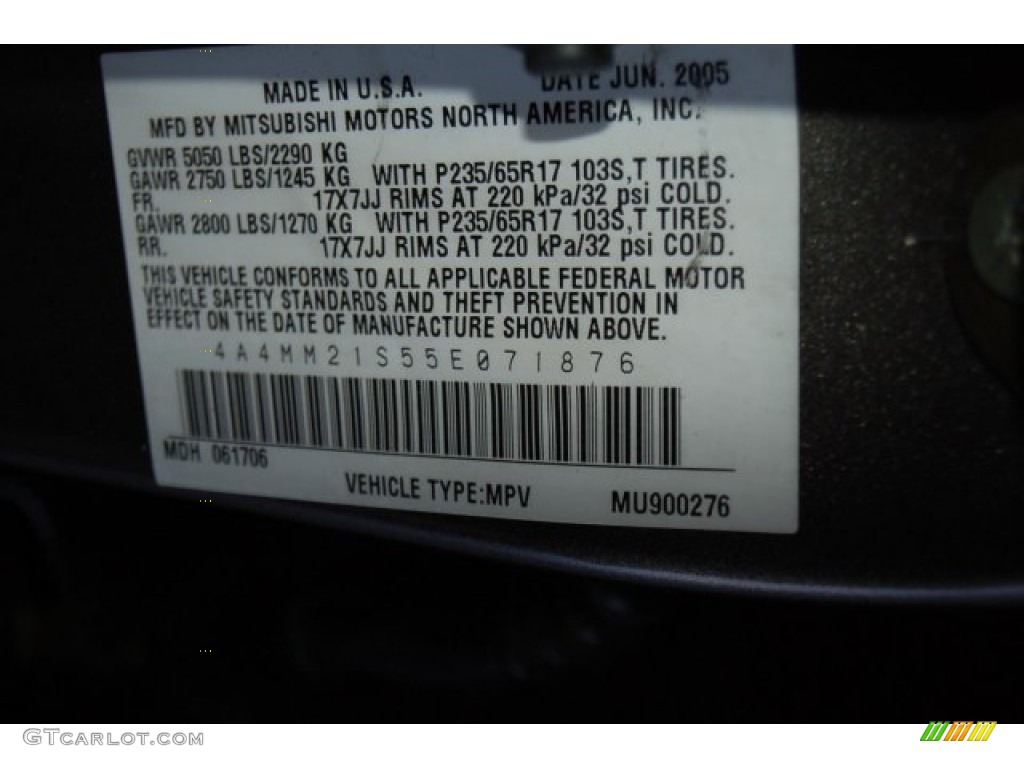 MADE IN U.S.A. DATE JUN. 2005
MFD BY MITSUBISHI MOTORS NORTH AMERICA, INC.
GVWR 5050 LBS/2290 KG
GAWR 2750 LBS/1245 KG WITH P235/65R17 103S,T TIRES.
FR. 17X7JJ RIMS AT 220 kPa/32 psi COLD.
GAWR 2800 LBS/1270 KG WITH P235/65R17 103S,T TIRES.
RR. 17X7JJ RIMS AT 220 kPa/32 psi COLD.
THIS VEHICLE CONFORMS TO ALL APPLICABLE FEDERAL MOTOR
VEHICLE SAFETY STANDARDS AND THEFT PREVENTION IN
EFFECT ON THE DATE OF MANUFACTURE SHOWN ABOVE.
4A4MM21S55E071876
MDH 061706
VEHICLE TYPE:MPV MU900276
GTCARLOT.COM